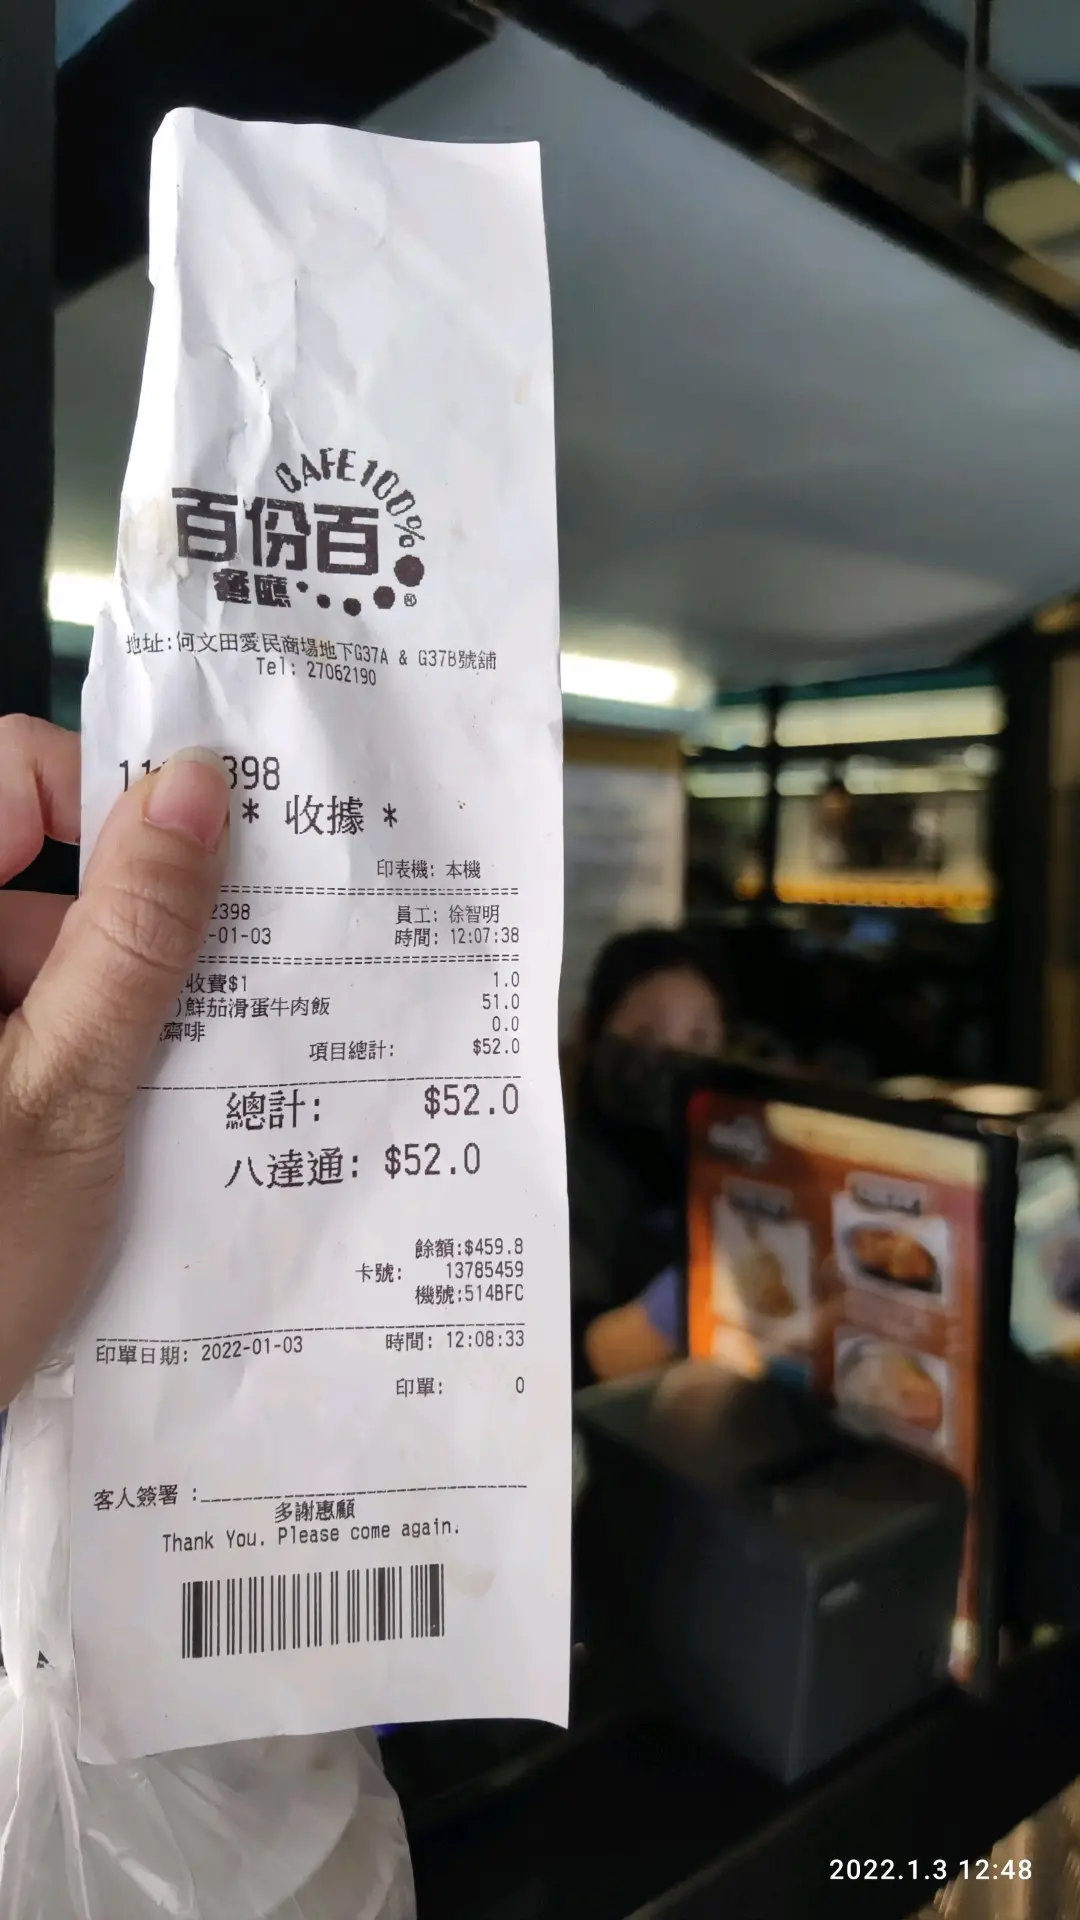 CAFE100%
百份百
餐廳
地址:何文田愛民商場地下G37A & G37B號舖
Tel: 27062190
11 398
* 收據 *
印表機: 本機
2398 員工: 徐智明
-01-03 時間: 12:07:38
收費$1 1.0
)鮮茄滑蛋牛肉飯 51.0
齋啡 0.0
項目總計: $52.0
總計: $52.0
八達通: $52.0
餘額:$459.8
卡號: 13785459
機號:514BFC
印單日期: 2022-01-03 時間: 12:08:33
印單: 0
客人簽署 :
多謝惠顧
Thank You. Please come again.
2022.1.3 12:48